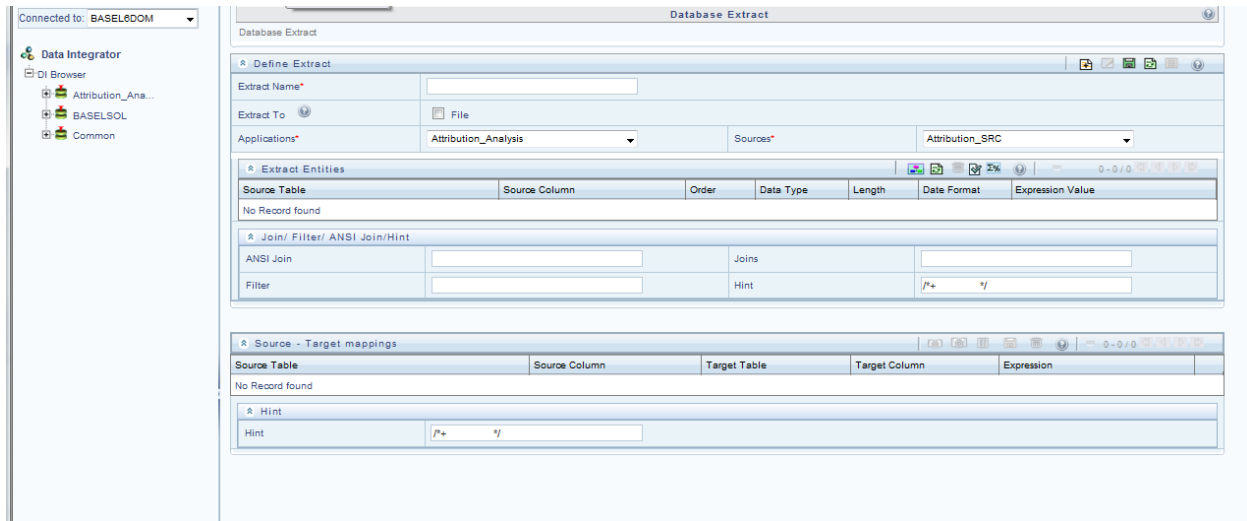 Connected to: BASEL6DOM
Data Integrator
DI Browser
Attribution_Ana...
BASELSOL
Common
Database Extract
Database Extract
Define Extract
Extract Name*
Extract To File
Applications* Attribution_Analysis Sources* Attribution_SRC
Extract Entities 0 - 0 / 0
Source Table Source Column Order Data Type Length Date Format Expression Value
No Record found
Join/ Filter/ ANSI Join/Hint
ANSI Join Joins
Filter Hint /*+ */
Source - Target mappings 0 - 0 / 0
Source Table Source Column Target Table Target Column Expression
No Record found
Hint
Hint /*+ */